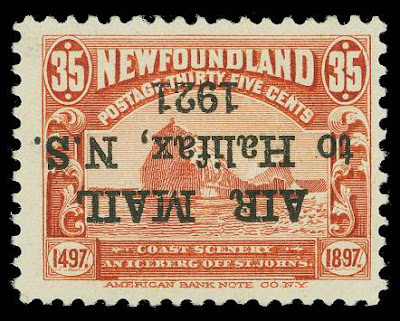 35 NEWFOUNDLAND 35
POSTAGE THIRTY FIVE CENTS
AIR MAIL
to Halifax, N.S.
1921
1497. COAST SCENERY 1897.
AN ICEBERG OFF ST. JOHN'S.
AMERICAN BANK NOTE CO. N.Y.